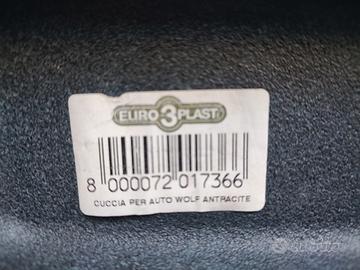 EURO 3 PLAST
8 000072 017366
CUCCIA PER AUTO WOLF ANTRACITE